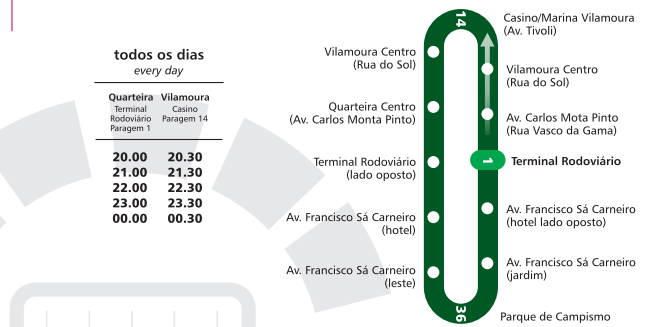 todos os dias
every day
Quarteira Vilamoura
Terminal Casino
Rodoviário Paragem 14
Paragem 1
20.00 20.30
21.00 21.30
22.00 22.30
23.00 23.30
00.00 00.30
14
Casino/Marina Vilamoura
(Av. Tivoli)
Vilamoura Centro
(Rua do Sol)
Vilamoura Centro
(Rua do Sol)
Quarteira Centro
(Av. Carlos Monta Pinto)
Av. Carlos Mota Pinto
(Rua Vasco da Gama)
Terminal Rodoviário
(lado oposto)
1
Terminal Rodoviário
Av. Francisco Sá Carneiro
(hotel)
Av. Francisco Sá Carneiro
(hotel lado oposto)
Av. Francisco Sá Carneiro
(leste)
Av. Francisco Sá Carneiro
(jardim)
36
Parque de Campismo